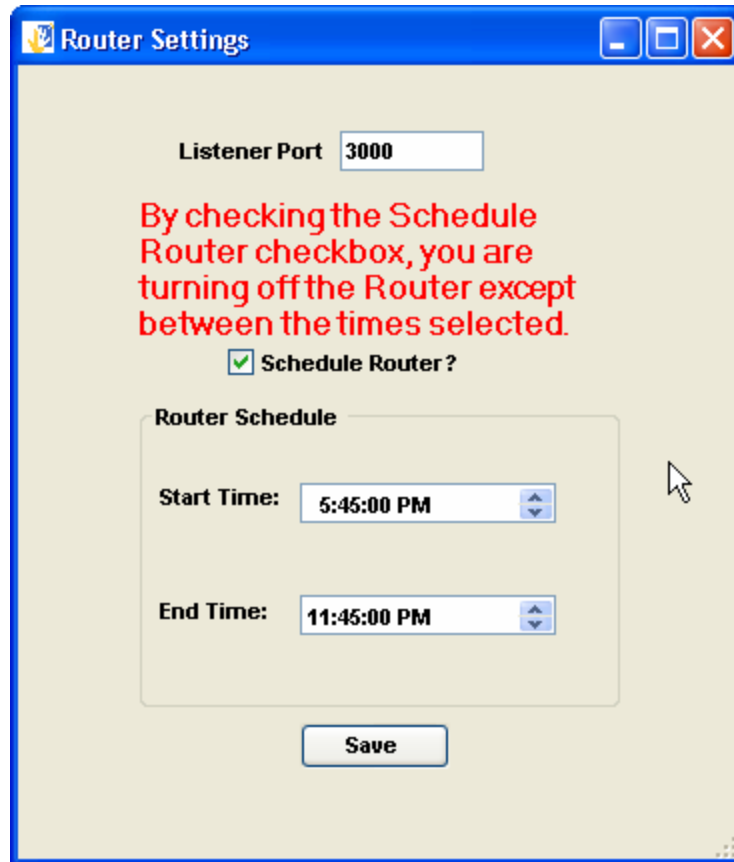 Router Settings
Listener Port 3000
By checking the Schedule
Router checkbox, you are
turning off the Router except
between the times selected.
Schedule Router?
Router Schedule
Start Time: 5:45:00 PM
End Time: 11:45:00 PM
Save